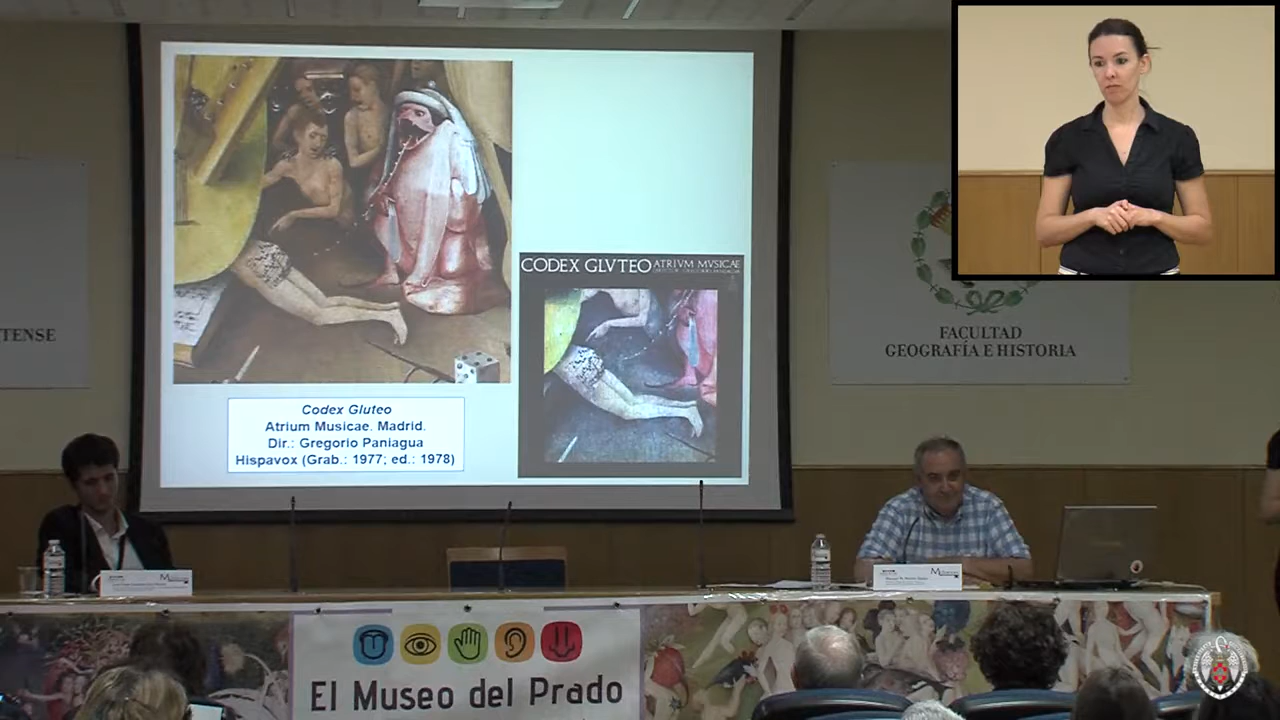 CODEX GLVTEO ATRIVM MVSICAE
Codex Gluteo
Atrium Musicae. Madrid.
Dir.: Gregorio Paniagua
Hispavox (Grab.: 1977; ed.: 1978)
TENSE
FACULTAD
GEOGRAFÍA E HISTORIA
El Museo del Prado